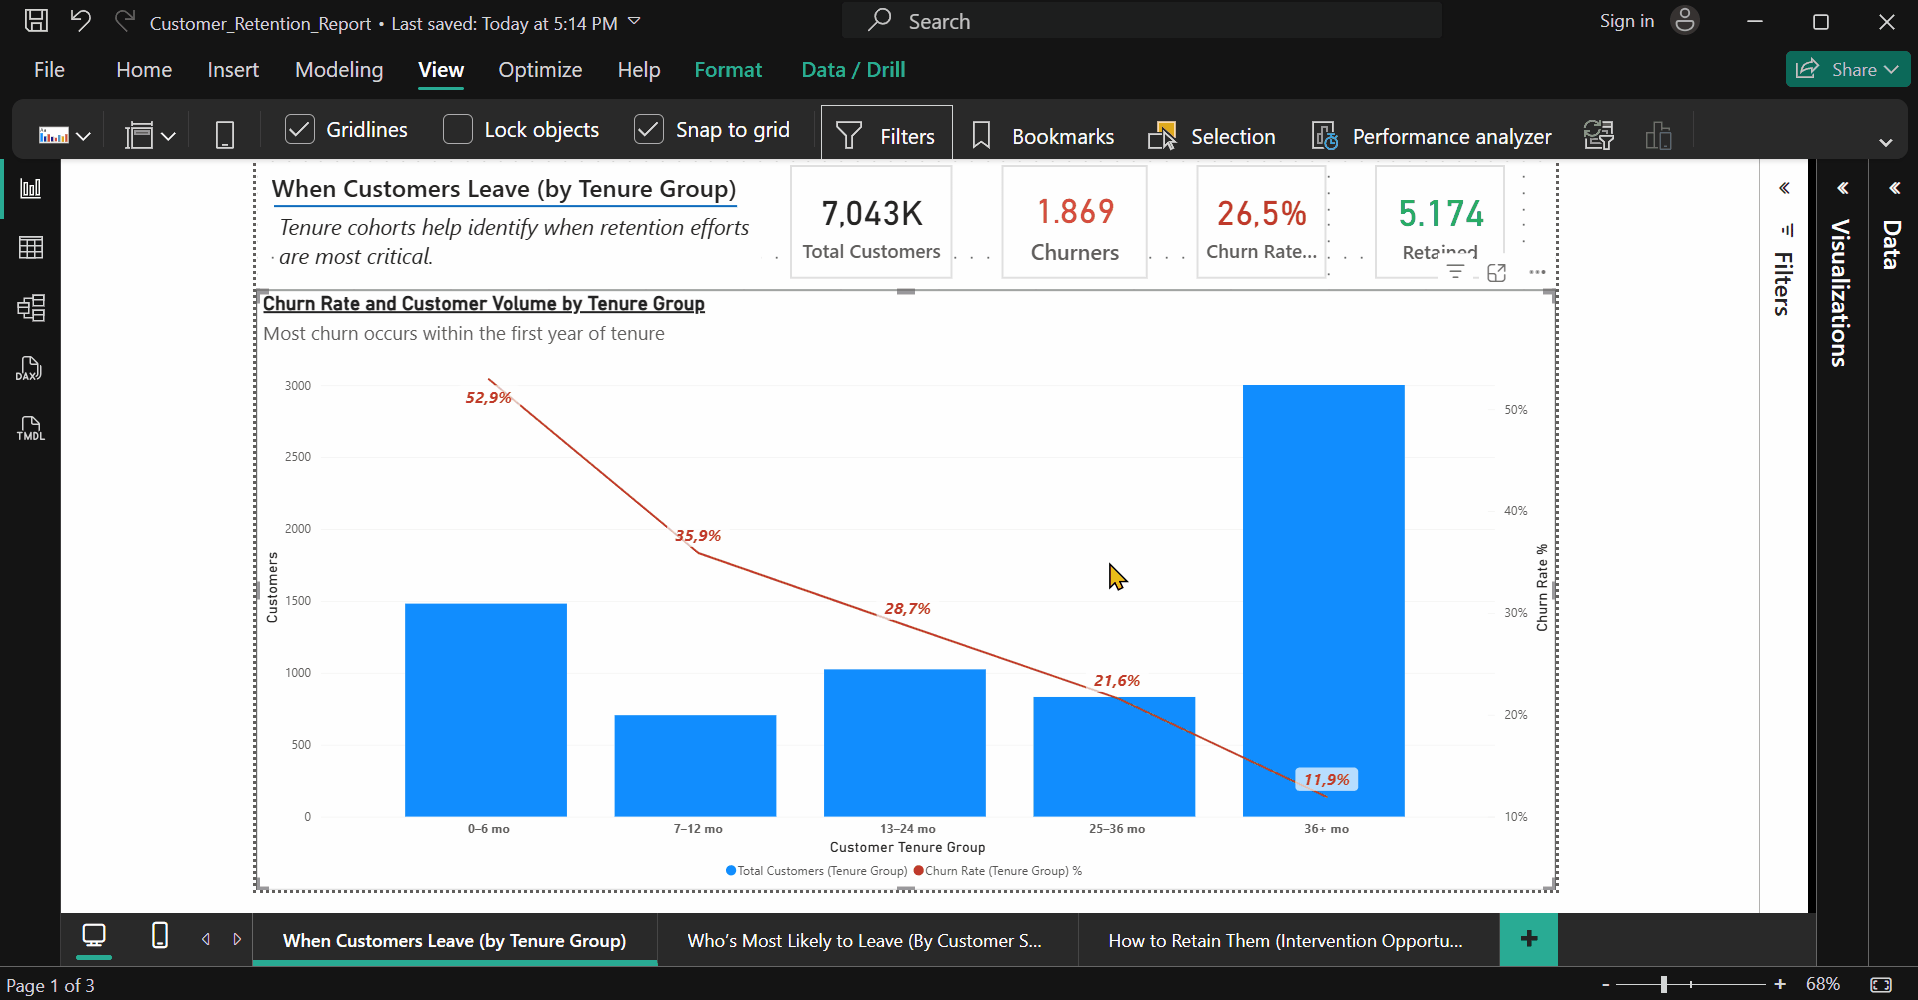 Customer_Retention_Report • Last saved: Today at 5:14 PM
Search
Sign in
File Home Insert Modeling View Optimize Help Format Data / Drill
Share
Gridlines Lock objects Snap to grid Filters Bookmarks Selection Performance analyzer
When Customers Leave (by Tenure Group)
Tenure cohorts help identify when retention efforts
are most critical.
7,043K
Total Customers
1.869
Churners
26,5%
Churn Rate...
5.174
Retained
Filters
Visualizations
Data
DAX
TMDL
Churn Rate and Customer Volume by Tenure Group
Most churn occurs within the first year of tenure
3000
2500
2000
1500
1000
500
0
Customers
52,9%
35,9%
28,7%
21,6%
11,9%
50%
40%
30%
20%
10%
Churn Rate %
0–6 mo 7–12 mo 13–24 mo 25–36 mo 36+ mo
Customer Tenure Group
Total Customers (Tenure Group) Churn Rate (Tenure Group) %
When Customers Leave (by Tenure Group) Who's Most Likely to Leave (By Customer S... How to Retain Them (Intervention Opportu... +
Page 1 of 3
- + 68%